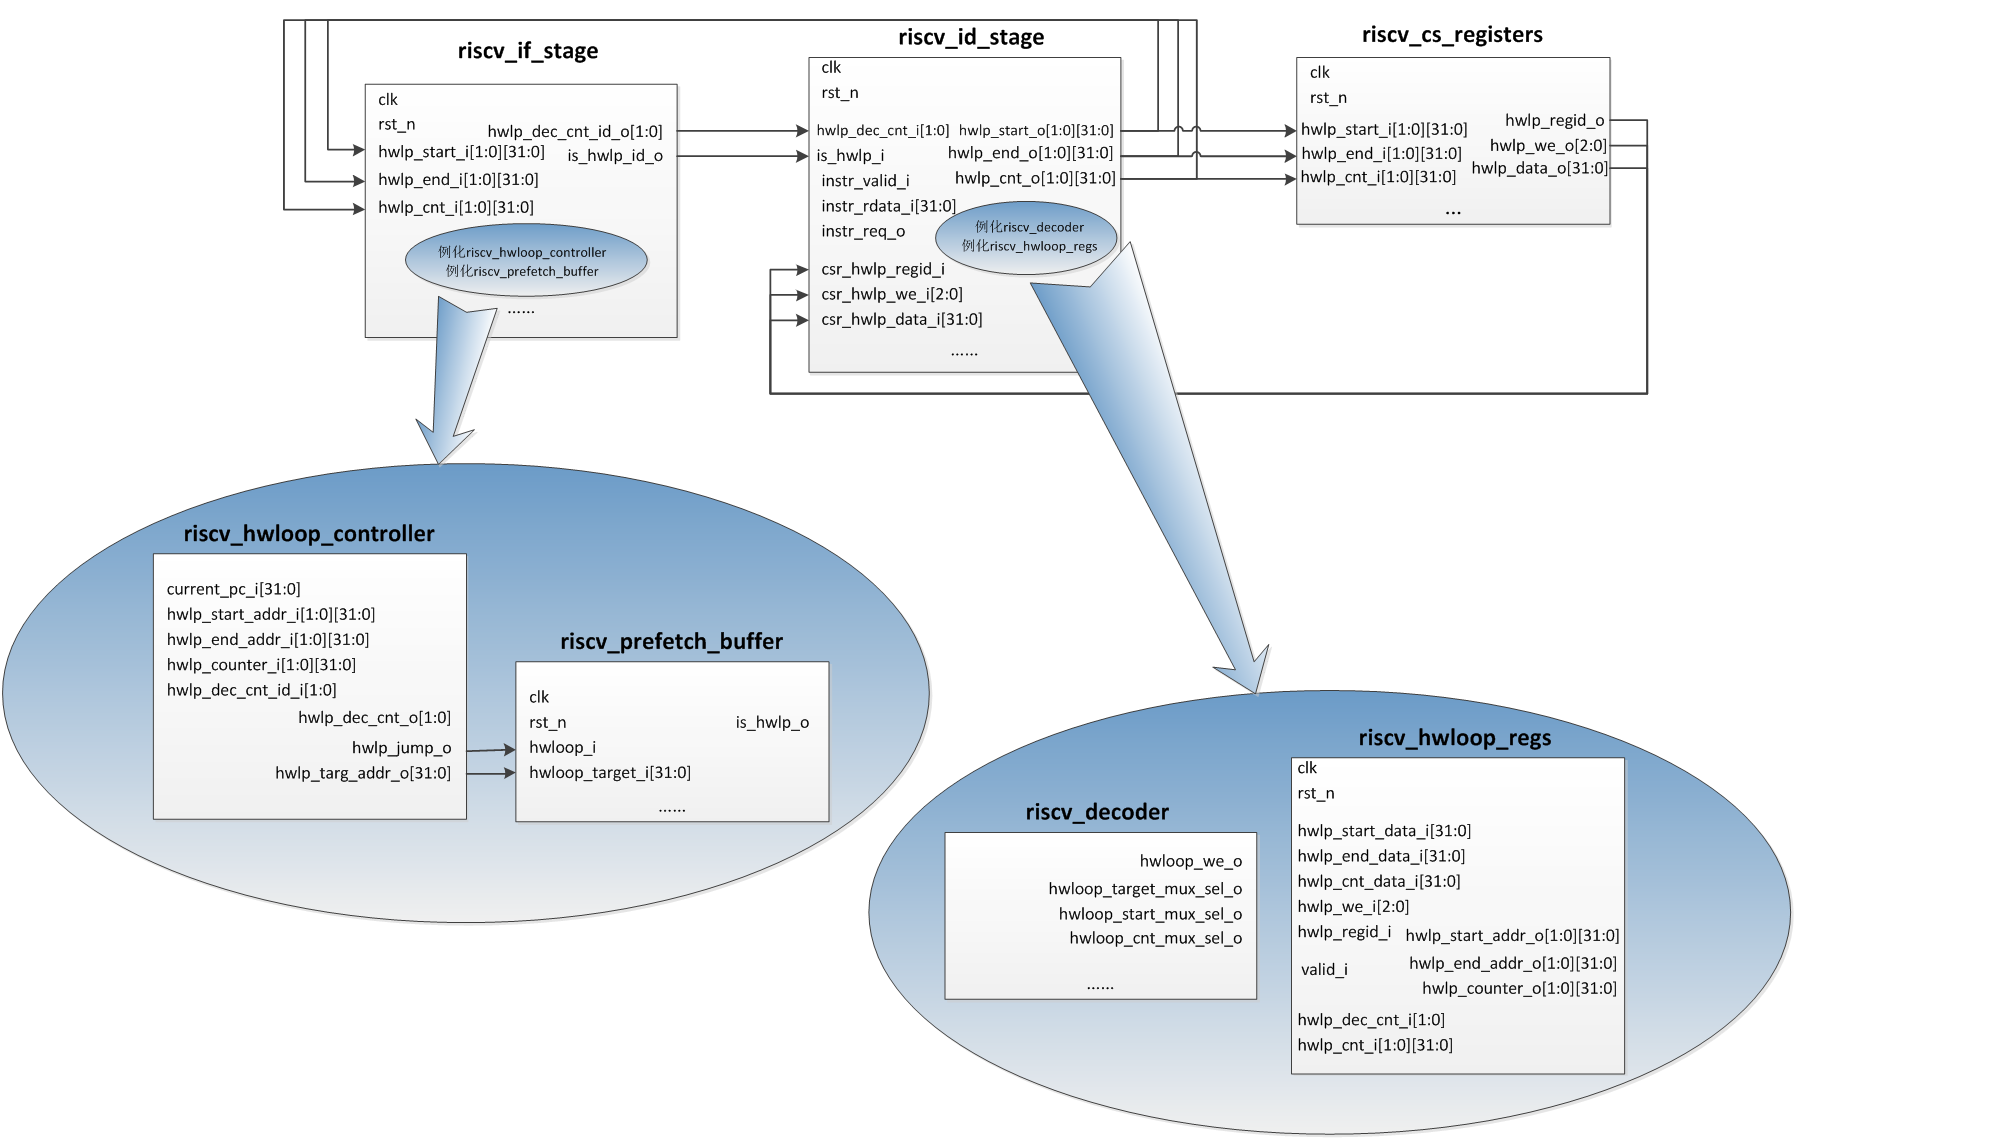 riscv_if_stage
clk
rst_n
hwlp_dec_cnt_id_o[1:0]
hwlp_start_i[1:0][31:0]
is_hwlp_id_o
hwlp_end_i[1:0][31:0]
hwlp_cnt_i[1:0][31:0]
例化riscv_hwloop_controller
例化riscv_prefetch_buffer
......
riscv_id_stage
clk
rst_n
hwlp_dec_cnt_i[1:0]
hwlp_start_o[1:0][31:0]
is_hwlp_i
hwlp_end_o[1:0][31:0]
instr_valid_i
hwlp_cnt_o[1:0][31:0]
instr_rdata_i[31:0]
instr_req_o
例化riscv_decoder
例化riscv_hwloop_regs
csr_hwlp_regid_i
csr_hwlp_we_i[2:0]
csr_hwlp_data_i[31:0]
......
riscv_cs_registers
clk
rst_n
hwlp_regid_o
hwlp_start_i[1:0][31:0]
hwlp_we_o[2:0]
hwlp_end_i[1:0][31:0]
hwlp_data_o[31:0]
hwlp_cnt_i[1:0][31:0]
...
riscv_hwloop_controller
current_pc_i[31:0]
hwlp_start_addr_i[1:0][31:0]
hwlp_end_addr_i[1:0][31:0]
hwlp_counter_i[1:0][31:0]
hwlp_dec_cnt_id_i[1:0]
hwlp_dec_cnt_o[1:0]
hwlp_jump_o
hwlp_targ_addr_o[31:0]
riscv_prefetch_buffer
clk
rst_n
is_hwlp_o
hwloop_i
hwloop_target_i[31:0]
......
riscv_decoder
hwloop_we_o
hwloop_target_mux_sel_o
hwloop_start_mux_sel_o
hwloop_cnt_mux_sel_o
......
riscv_hwloop_regs
clk
rst_n
hwlp_start_data_i[31:0]
hwlp_end_data_i[31:0]
hwlp_cnt_data_i[31:0]
hwlp_we_i[2:0]
hwlp_regid_i
hwlp_start_addr_o[1:0][31:0]
valid_i
hwlp_end_addr_o[1:0][31:0]
hwlp_counter_o[1:0][31:0]
hwlp_dec_cnt_i[1:0]
hwlp_cnt_i[1:0][31:0]